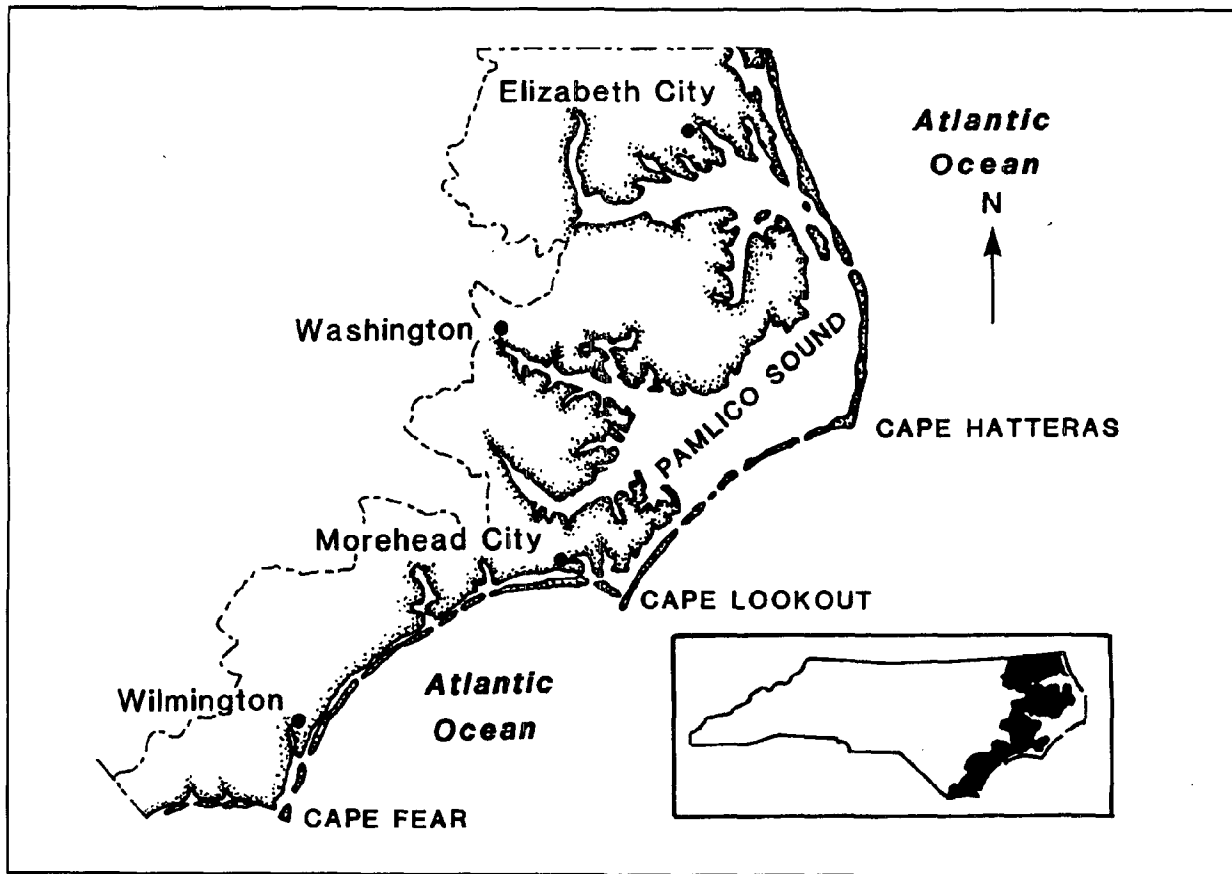 Elizabeth City
Atlantic
Ocean
N
Washington
PAMLICO SOUND
CAPE HATTERAS
Morehead City
CAPE LOOKOUT
Wilmington
Atlantic
Ocean
CAPE FEAR